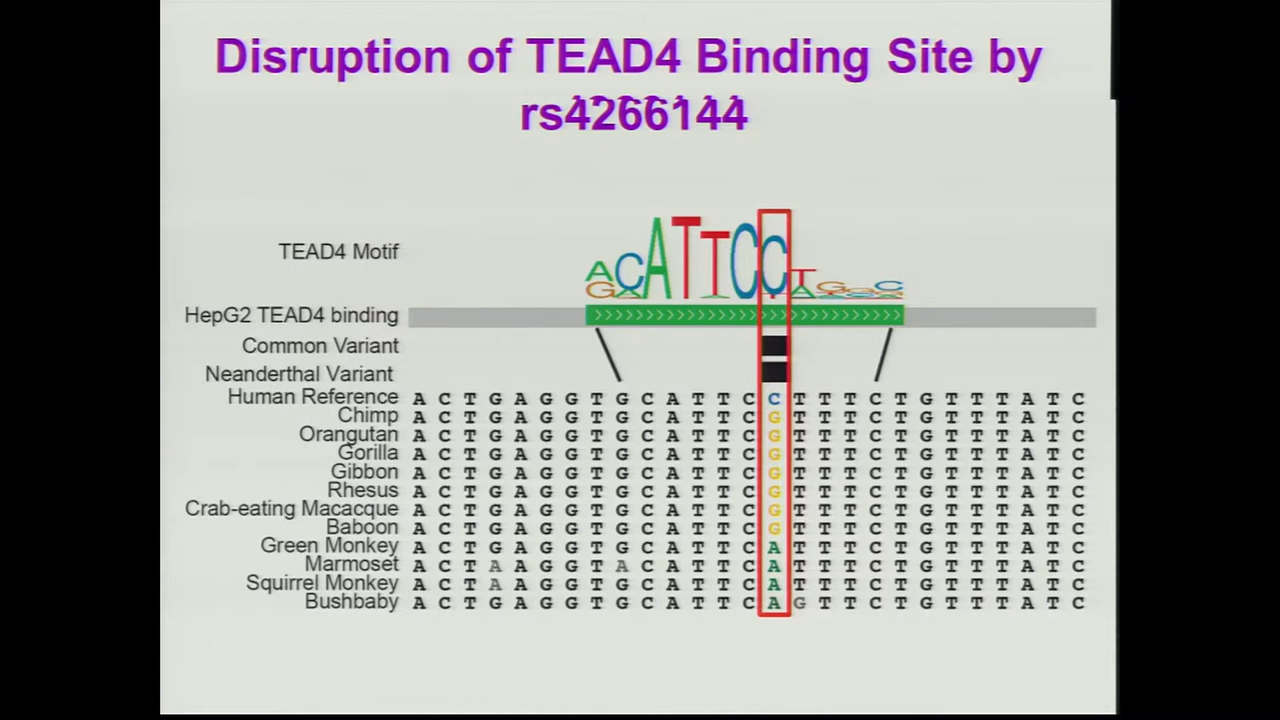 Disruption of TEAD4 Binding Site by
rs4266144
TEAD4 Motif
HepG2 TEAD4 binding
Common Variant
Neanderthal Variant
Human Reference A C T G A G G T G C A T T C C T T T C T G T T T A T C
Chimp A C T G A G G T G C A T T C G T T T C T G T T T A T C
Orangutan A C T G A G G T G C A T T C G T T T C T G T T T A T C
Gorilla A C T G A G G T G C A T T C G T T T C T G T T T A T C
Gibbon A C T G A G G T G C A T T C G T T T C T G T T T A T C
Rhesus A C T G A G G T G C A T T C G T T T C T G T T T A T C
Crab-eating Macacque A C T G A G G T G C A T T C G T T T C T G T T T A T C
Baboon A C T G A G G T G C A T T C G T T T C T G T T T A T C
Green Monkey A C T G A G G T G C A T T C A T T T C T G T T T A T C
Marmoset A C T A A G G T A C A T T C A T T T C T G T T T A T C
Squirrel Monkey A C T A A G G T G C A T T C A T T T C T G T T T A T C
Bushbaby A C T G A G G T G C A T T C A G T T C T G T T T A T C